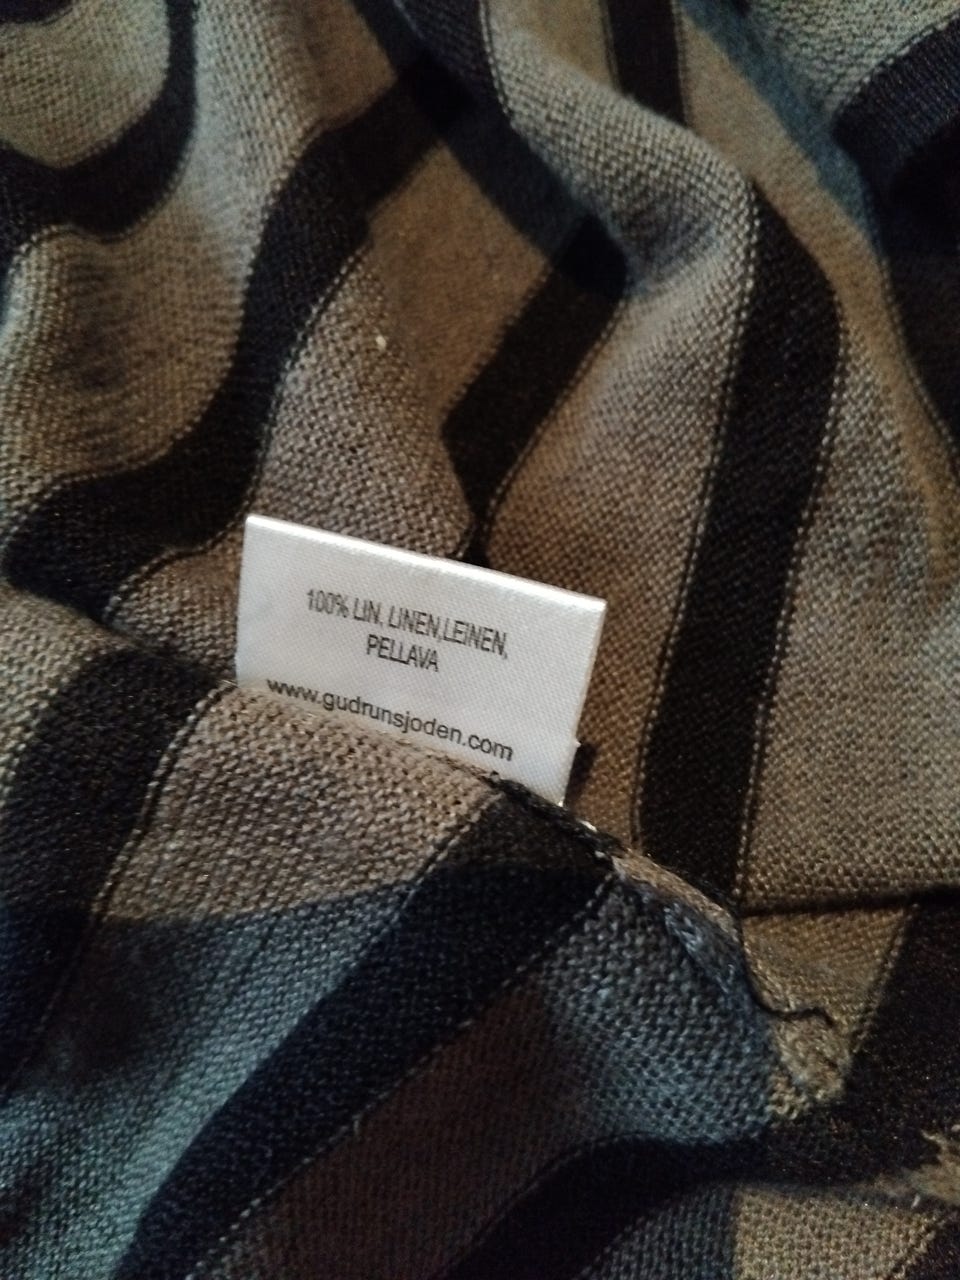 100% LIN, LINEN,LEINEN,
PELLAVA
www.gudrunsjoden.com